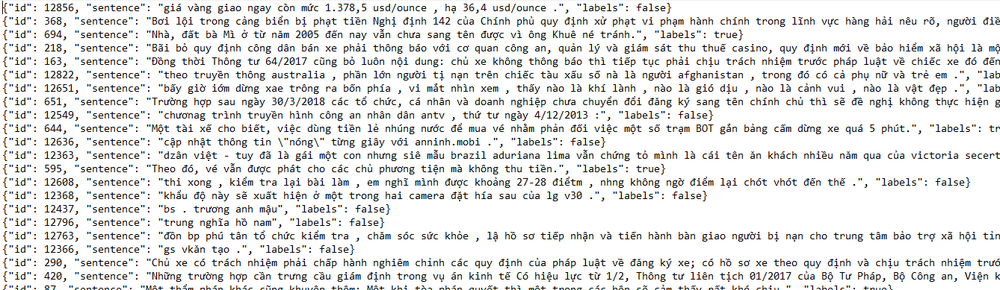 {"id": 12856, "sentence": "giá vàng giao ngay còn mức 1.378,5 usd/ounce , hạ 36,4 usd/ounce .", "labels": false}
{"id": 368, "sentence": "Bơi lội trong cảng biển bị phạt tiền Nghị định 142 của Chính phủ quy định xử phạt vi phạm hành chính trong lĩnh vực hàng hải nêu rõ, người điề
{"id": 694, "sentence": "Nhà, đất bà Mì ở từ năm 2005 đến nay vẫn chưa sang tên được vì ông Khuê né tránh.", "labels": true}
{"id": 218, "sentence": "Bãi bỏ quy định công dân bán xe phải thông báo với cơ quan công an, quản lý và giám sát thu thuế casino, quy định mới về bảo hiểm xã hội là mộ
{"id": 163, "sentence": "Đồng thời Thông tư 64/2017 cũng bỏ luôn nội dung: chủ xe không thông báo thì tiếp tục phải chịu trách nhiệm trước pháp luật về chiếc xe đó đến
{"id": 12822, "sentence": "theo truyền thông australia , phần lớn người tị nạn trên chiếc tàu xấu số nà là người afghanistan , trong đó có cả phụ nữ và trẻ em .", "lab
{"id": 12651, "sentence": "bấy giờ iớm dừng xae trông ra bốn phía , vi mắt nhìn xem , thấy nào là khí lành , nào là gió dịu , nào là cảnh vui , nào là vật đẹp .", "lab
{"id": 651, "sentence": "Trường hợp sau ngày 30/3/2018 các tổ chức, cá nhân và doanh nghiệp chưa chuyển đổi đăng ký sang tên chính chủ thì sẽ đề nghị không thực hiện g
{"id": 12549, "sentence": "chươnag trình truyền hình công an nhân dân antv , thứ tư ngày 4/12/2013 :", "labels": false}
{"id": 644, "sentence": "Một tài xế cho biết, việc dùng tiền lẻ nhúng nước để mua vé nhằm phản đối việc một số trạm BOT gắn bảng cấm dừng xe quá 5 phút.", "labels": tr
{"id": 12636, "sentence": "cập nhật thông tin \"nóng\" từng giây với anninh.mobi .", "labels": false}
{"id": 12363, "sentence": "dzân việt - tuy đã là gái một con nhưng siê mẫu brazil aduriana lima vẫn chứng tỏ mình là cái tên ăn khách nhiều năm qua của victoria secert
{"id": 595, "sentence": "Theo đó, vé vẫn được phát cho các chủ phương tiện mà không thu tiền.", "labels": true}
{"id": 12608, "sentence": "thi xong , kiểm tra lại bài làm , em nghĩ mình được khoảng 27-28 điểtm , nhng không ngờ điểm lại chót vhót đến thế .", "labels": false}
{"id": 12368, "sentence": "khẩu độ này sẽ xuất hiện ở một trong hai camera đặt hía sau của lg v30 .", "labels": false}
{"id": 12437, "sentence": "bs . trương anh mậu", "labels": false}
{"id": 12796, "sentence": "trung nghĩa hồ nam", "labels": false}
{"id": 12763, "sentence": "đồn bp phú tân tổ chức kiểm tra , chăm sóc sức khỏe , lậ hồ sơ tiếp nhận và tiến hành bàn giao người bị nạn cho trung tâm bảo trợ xã hội tỉn
{"id": 12366, "sentence": "gs vkăn tạo .", "labels": false}
{"id": 290, "sentence": "Chủ xe có trách nhiệm phải chấp hành nghiêm chỉnh các quy định của pháp luật về đăng ký xe; có hồ sơ xe theo quy định và chịu trách nhiệm trướ
{"id": 420, "sentence": "Những trường hợp cần trưng cầu giám định trong vụ án kinh tế Có hiệu lực từ 1/2, Thông tư liên tịch 01/2017 của Bộ Tư Pháp, Bộ Công an, Viện k
{"id": 87, "sentence": "Một thẩm phán khác cũng khuyên thêm: Một khi tòa phán quyết thì một trong các bên sẽ cảm thấy rất khó chịu.", "labels": true}